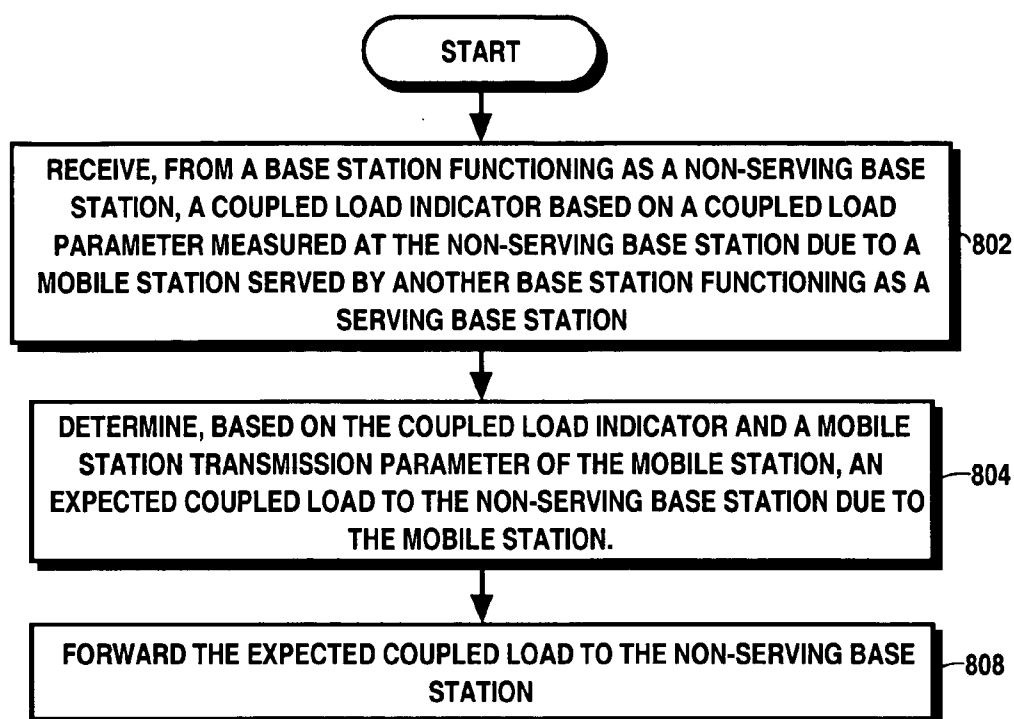 START
RECEIVE, FROM A BASE STATION FUNCTIONING AS A NON-SERVING BASE
STATION, A COUPLED LOAD INDICATOR BASED ON A COUPLED LOAD
PARAMETER MEASURED AT THE NON-SERVING BASE STATION DUE TO A
MOBILE STATION SERVED BY ANOTHER BASE STATION FUNCTIONING AS A
SERVING BASE STATION
802
DETERMINE, BASED ON THE COUPLED LOAD INDICATOR AND A MOBILE
STATION TRANSMISSION PARAMETER OF THE MOBILE STATION, AN
EXPECTED COUPLED LOAD TO THE NON-SERVING BASE STATION DUE TO
THE MOBILE STATION.
804
FORWARD THE EXPECTED COUPLED LOAD TO THE NON-SERVING BASE
STATION
808